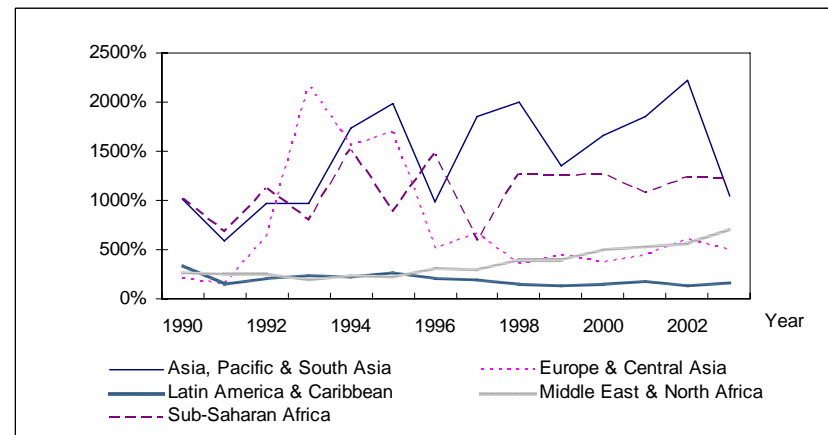 2500%
2000%
1500%
1000%
500%
0%
1990 1992 1994 1996 1998 2000 2002 Year
Asia, Pacific & South Asia Europe & Central Asia
Latin America & Caribbean Middle East & North Africa
Sub-Saharan Africa